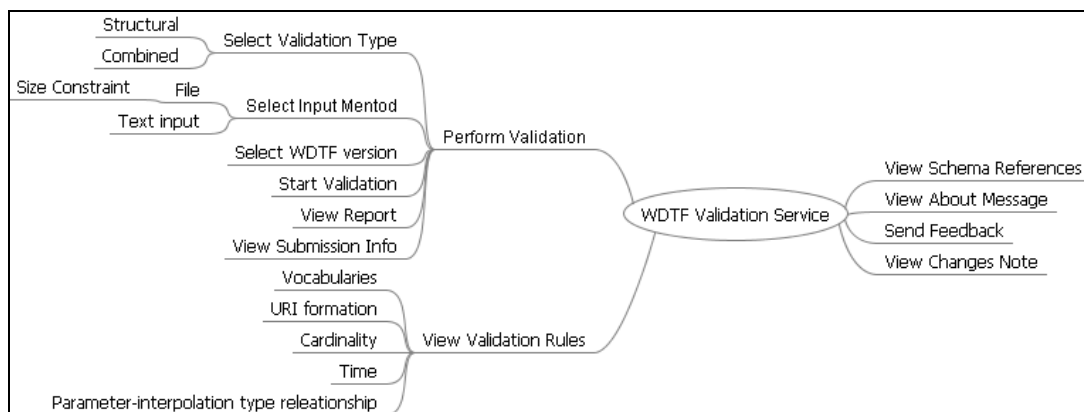 Structural
Select Validation Type
Combined
Size Constraint
File
Select Input Mentod
Text input
Perform Validation
Select WDTF version
Start Validation
View Report
View Submission Info
WDTF Validation Service
View Schema References
View About Message
Send Feedback
View Changes Note
Vocabularies
URI formation
Cardinality
View Validation Rules
Time
Parameter-interpolation type releationship